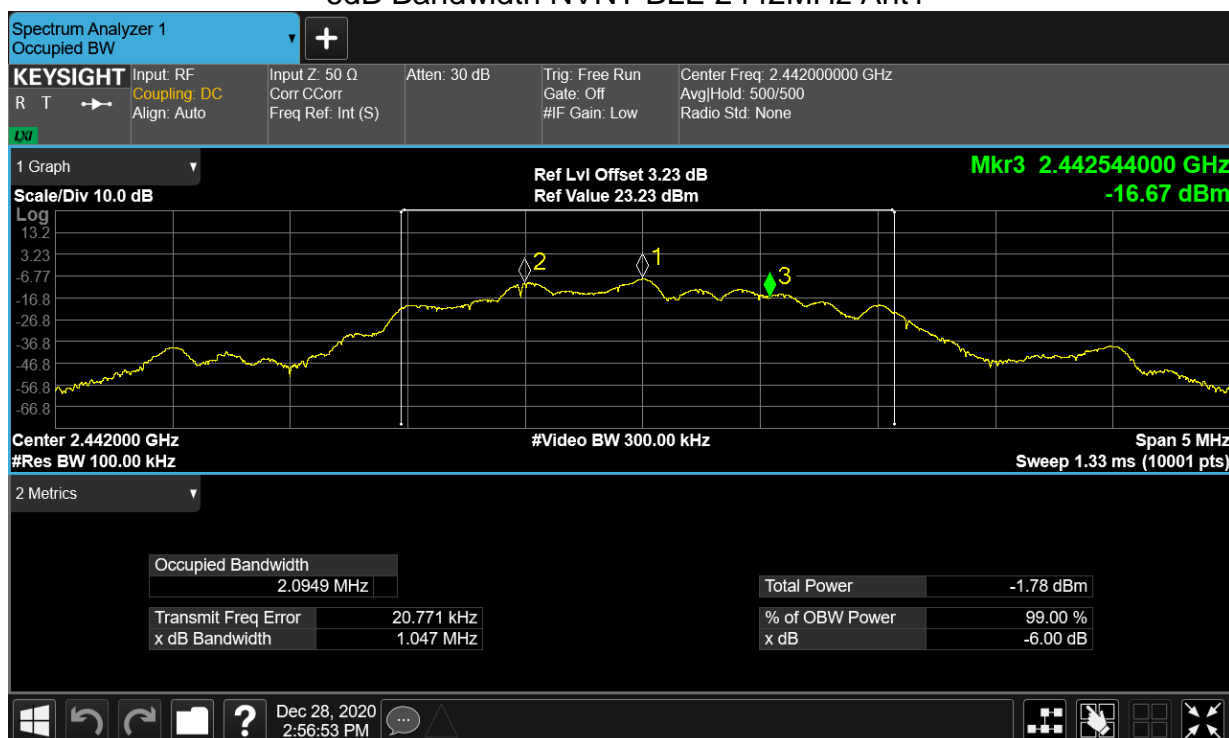 -6dB Bandwidth NVNT BLE 2442MHz Ant1
Spectrum Analyzer 1
Occupied BW
KEYSIGHT
R T
LXI
Input: RF
Coupling: DC
Align: Auto
Input Z: 50 Ω
Corr CCorr
Freq Ref: Int (S)
Atten: 30 dB
Trig: Free Run
Gate: Off
#IF Gain: Low
Center Freq: 2.442000000 GHz
Avg|Hold: 500/500
Radio Std: None
1 Graph
Scale/Div 10.0 dB
Ref Lvl Offset 3.23 dB
Ref Value 23.23 dBm
Mkr3 2.442544000 GHz
-16.67 dBm
Log
13.2
3.23
-6.77
-16.8
-26.8
-36.8
-46.8
-56.8
-66.8
2
1
3
Center 2.442000 GHz
#Res BW 100.00 kHz
#Video BW 300.00 kHz
Span 5 MHz
Sweep 1.33 ms (10001 pts)
2 Metrics
Occupied Bandwidth
2.0949 MHz
Transmit Freq Error 20.771 kHz
x dB Bandwidth 1.047 MHz
Total Power -1.78 dBm
% of OBW Power 99.00 %
x dB -6.00 dB
?
Dec 28, 2020
2:56:53 PM